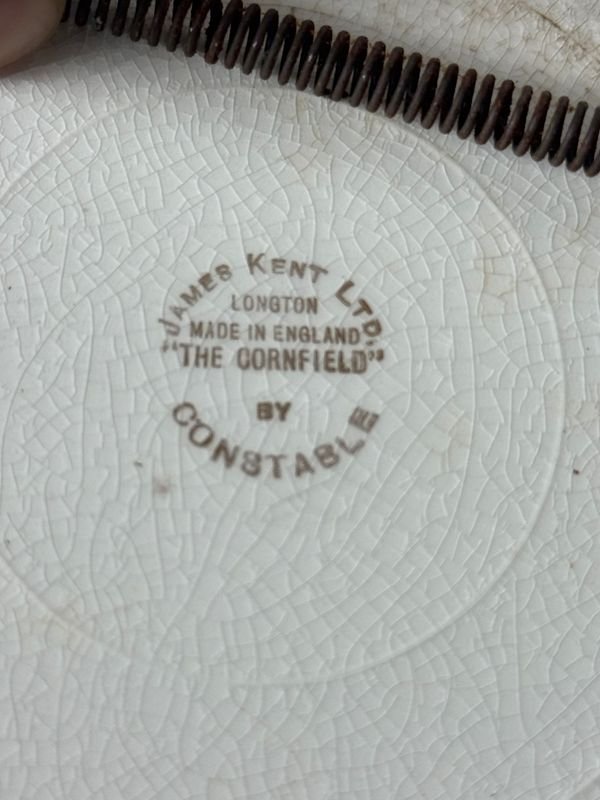 JAMES KENT LTD.
LONGTON
MADE IN ENGLAND
"THE CORNFIELD"
BY
CONSTABLE